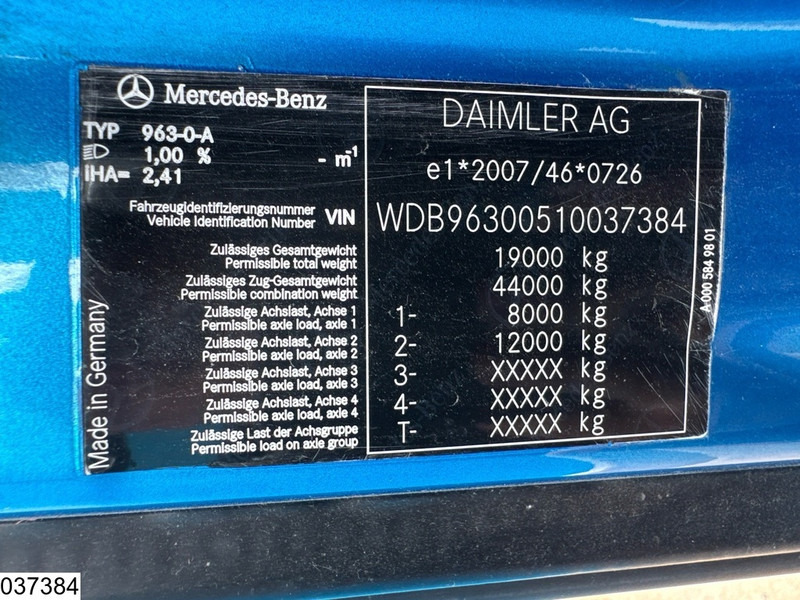 Mercedes-Benz
TYP 963-0-A
1,00 % - m-1
iHA= 2,41
Fahrzeugidentifizierungsnummer
Vehicle Identification Number VIN
Zulässiges Gesamtgewicht
Permissible total weight
Zulässiges Zug-Gesamtgewicht
Permissible combination weight
Zulässige Achslast, Achse 1
Permissible axle load, axle 1
Zulässige Achslast, Achse 2
Permissible axle load, axle 2
Zulässige Achslast, Achse 3
Permissible axle load, axle 3
Zulässige Achslast, Achse 4
Permissible axle load, axle 4
Zulässige Last der Achsgruppe
Permissible load on axle group
Made in Germany
DAIMLER AG
e1*2007/46*0726
WDB96300510037384
19000 kg
44000 kg
1- 8000 kg
2- 12000 kg
3- XXXXX kg
4- XXXXX kg
T- XXXXX kg
A 000 584 98 01
037384